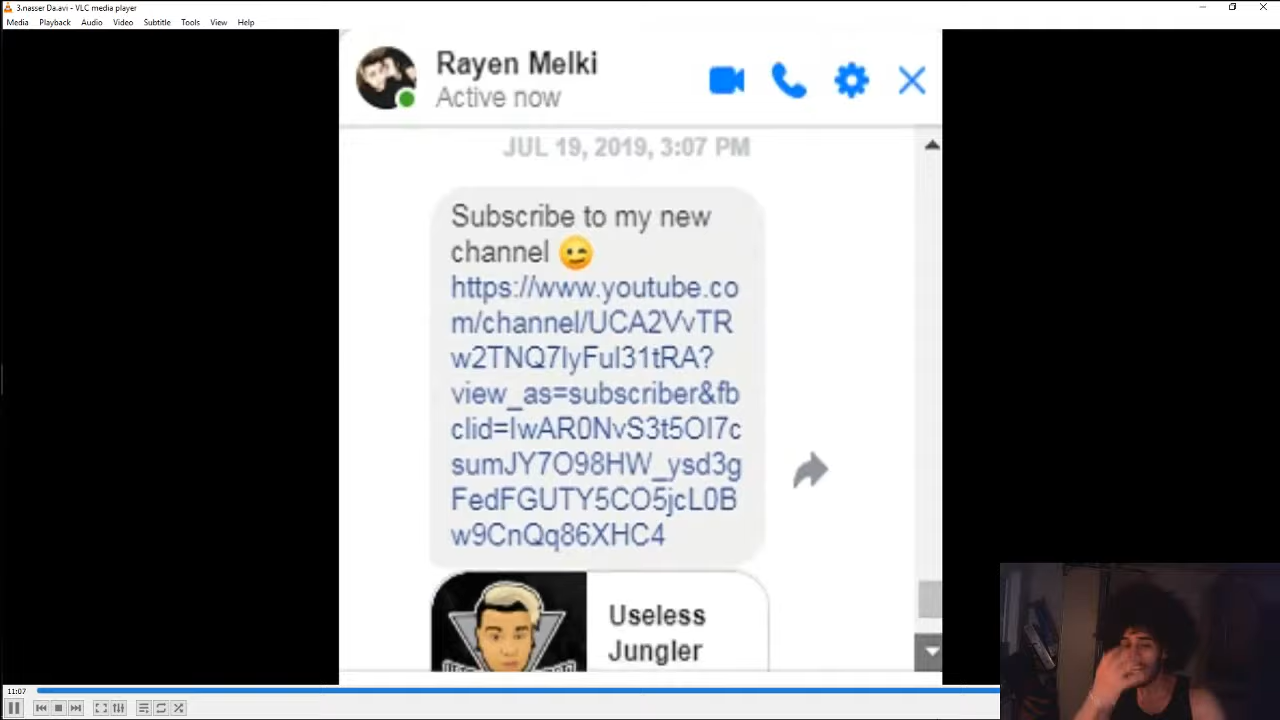 3.nasser Da.avi - VLC media player
Media Playback Audio Video Subtitle Tools View Help
Rayen Melki
Active now
JUL 19, 2019, 3:07 PM
Subscribe to my new
channel 😉
https://www.youtube.co
m/channel/UCA2VvTR
w2TNQ7lyFuI31tRA?
view_as=subscriber&fb
clid=IwAR0NvS3t5OI7c
sumJY7O98HW_ysd3g
FedFGUTY5CO5jcL0B
w9CnQq86XHC4
Useless
Jungler
11:07